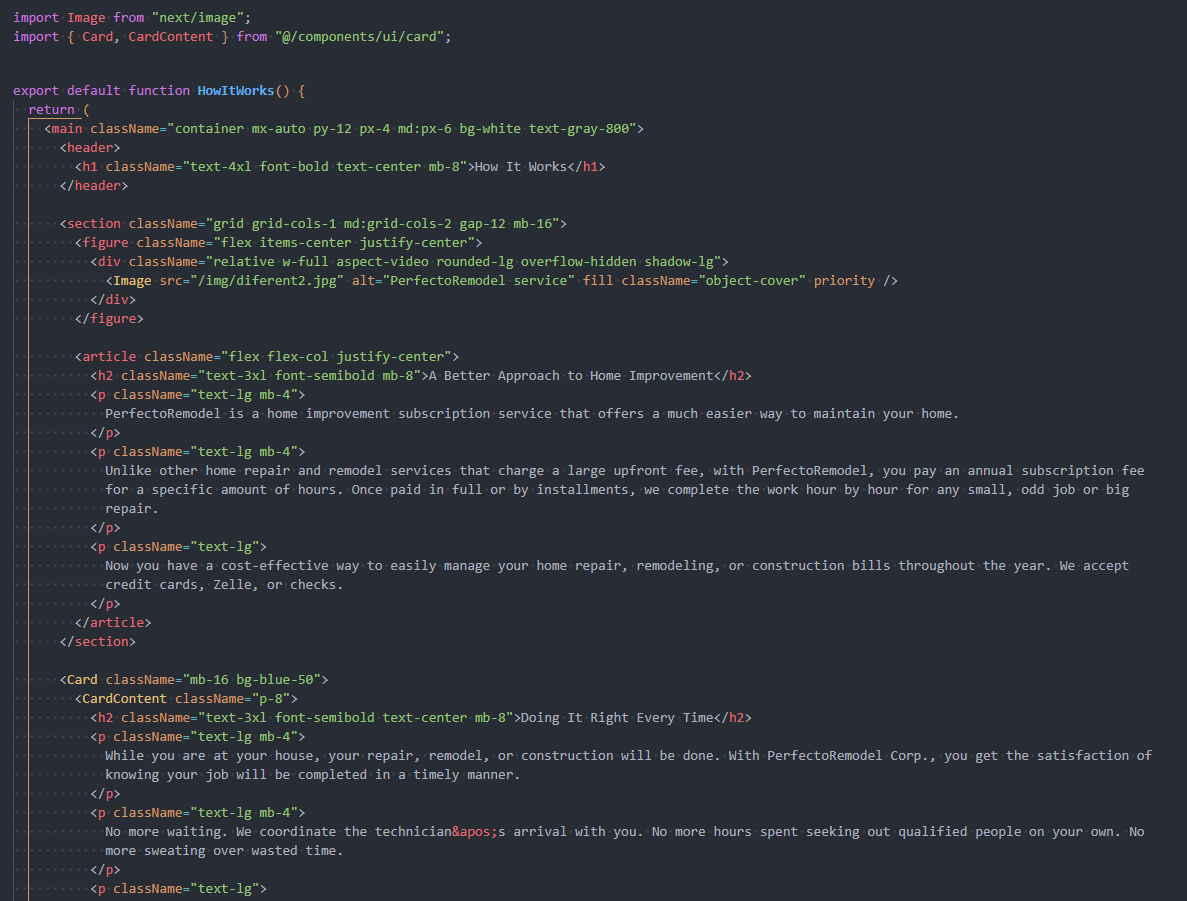 import Image from "next/image";
import { Card, CardContent } from "@/components/ui/card";
export default function HowItWorks() {
return (
<main className="container mx-auto py-12 px-4 md:px-6 bg-white text-gray-800">
<header>
<h1 className="text-4xl font-bold text-center mb-8">How It Works</h1>
</header>
<section className="grid grid-cols-1 md:grid-cols-2 gap-12 mb-16">
<figure className="flex items-center justify-center">
<div className="relative w-full aspect-video rounded-lg overflow-hidden shadow-lg">
<Image src="/img/diferent2.jpg" alt="PerfectoRemodel service" fill className="object-cover" priority />
</div>
</figure>
<article className="flex flex-col justify-center">
<h2 className="text-3xl font-semibold mb-8">A Better Approach to Home Improvement</h2>
<p className="text-lg mb-4">
PerfectoRemodel is a home improvement subscription service that offers a much easier way to maintain your home.
</p>
<p className="text-lg mb-4">
Unlike other home repair and remodel services that charge a large upfront fee, with PerfectoRemodel, you pay an annual subscription fee
for a specific amount of hours. Once paid in full or by installments, we complete the work hour by hour for any small, odd job or big
repair.
</p>
<p className="text-lg">
Now you have a cost-effective way to easily manage your home repair, remodeling, or construction bills throughout the year. We accept
credit cards, Zelle, or checks.
</p>
</article>
</section>
<Card className="mb-16 bg-blue-50">
<CardContent className="p-8">
<h2 className="text-3xl font-semibold text-center mb-8">Doing It Right Every Time</h2>
<p className="text-lg mb-4">
While you are at your house, your repair, remodel, or construction will be done. With PerfectoRemodel Corp., you get the satisfaction of
knowing your job will be completed in a timely manner.
</p>
<p className="text-lg mb-4">
No more waiting. We coordinate the technician&apos;s arrival with you. No more hours spent seeking out qualified people on your own. No
more sweating over wasted time.
</p>
<p className="text-lg">